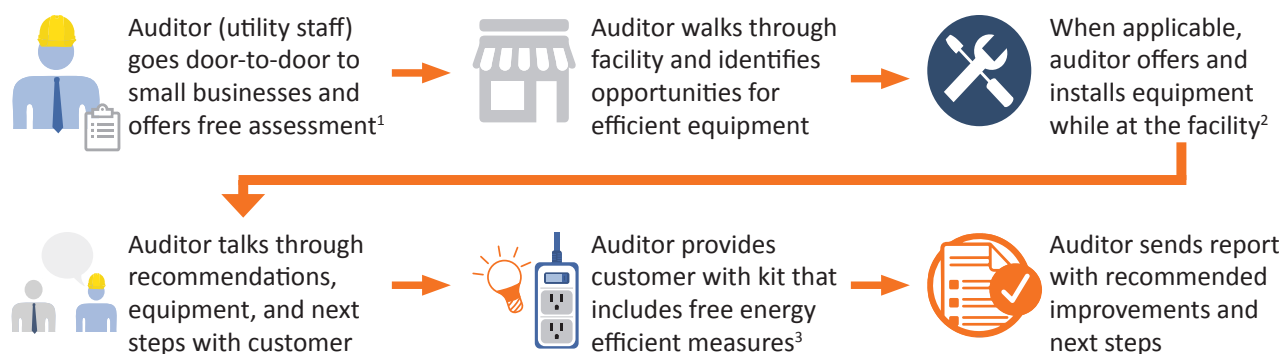 Auditor (utility staff)
goes door-to-door to
small businesses and
offers free assessment¹
Auditor walks through
facility and identifies
opportunities for
efficient equipment
When applicable,
auditor offers and
installs equipment
while at the facility²
Auditor talks through
recommendations,
equipment, and next
steps with customer
Auditor provides
customer with kit that
includes free energy
efficient measures³
Auditor sends report
with recommended
improvements and
next steps